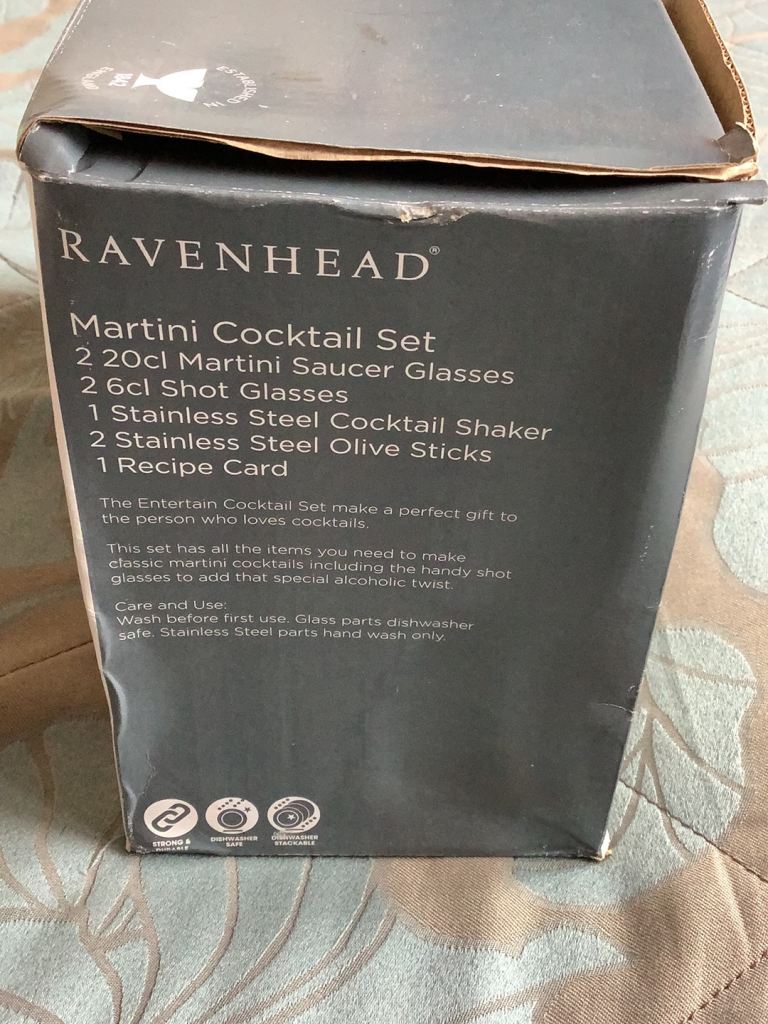 ESTABLISHED IN
1842
ENGLAND
RAVENHEAD®
Martini Cocktail Set
2 20cl Martini Saucer Glasses
2 6cl Shot Glasses
1 Stainless Steel Cocktail Shaker
2 Stainless Steel Olive Sticks
1 Recipe Card
The Entertain Cocktail Set make a perfect gift to
the person who loves cocktails.
This set has all the items you need to make
classic martini cocktails including the handy shot
glasses to add that special alcoholic twist.
Care and Use:
Wash before first use. Glass parts dishwasher
safe. Stainless Steel parts hand wash only.
STRONG &
DURABLE
DISHWASHER
SAFE
DISHWASHER
STACKABLE